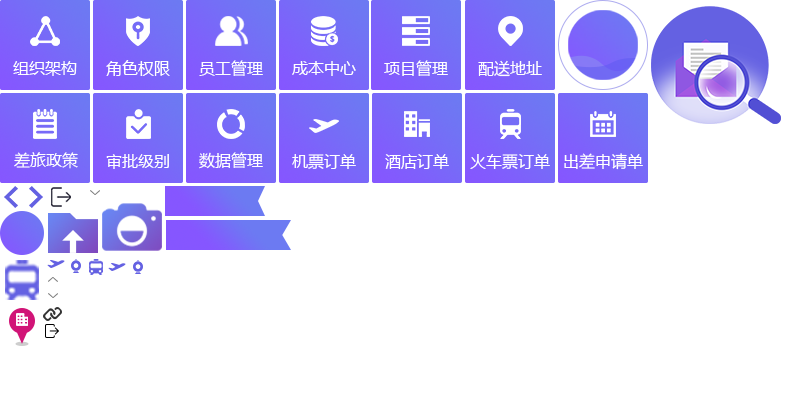 组织架构
角色权限
员工管理
成本中心
项目管理
配送地址
差旅政策
审批级别
数据管理
机票订单
酒店订单
火车票订单
出差申请单